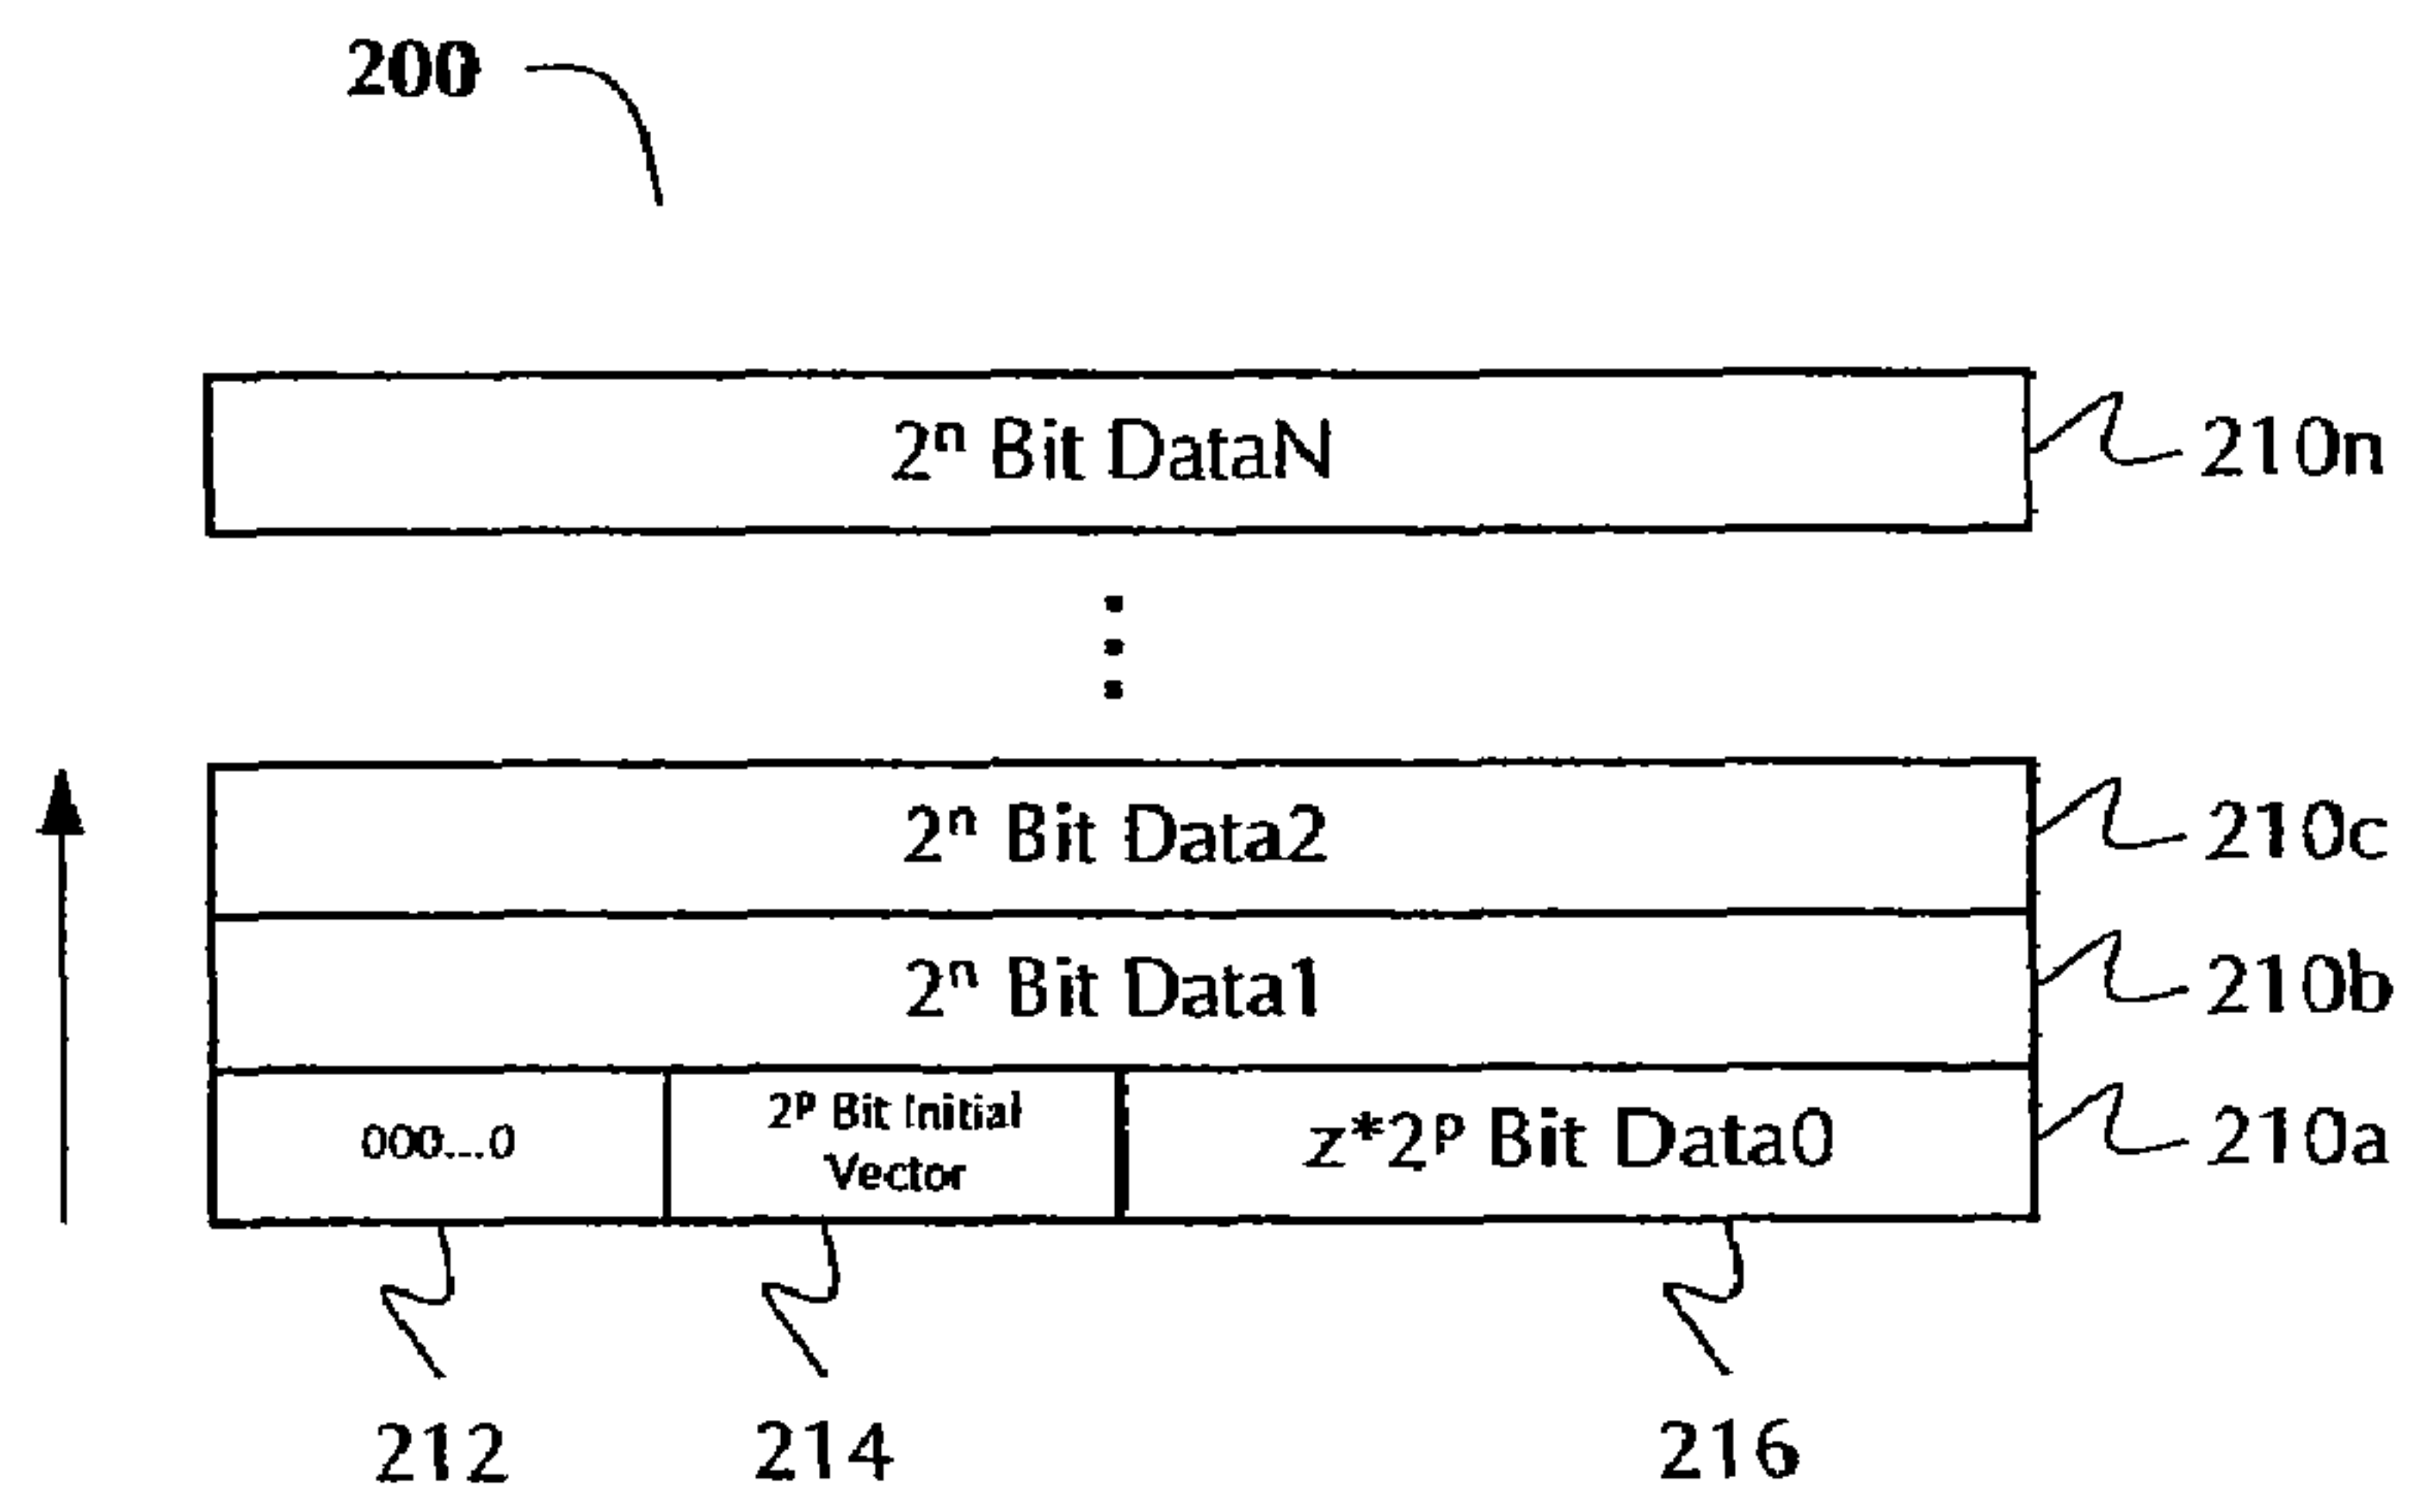 200
2ⁿ Bit DataN 210n
2ⁿ Bit Data2 210c
2ⁿ Bit Data1 210b
000...0
2ᵖ Bit Initial
Vector
z*2ᵖ Bit Data0 210a
212 214 216